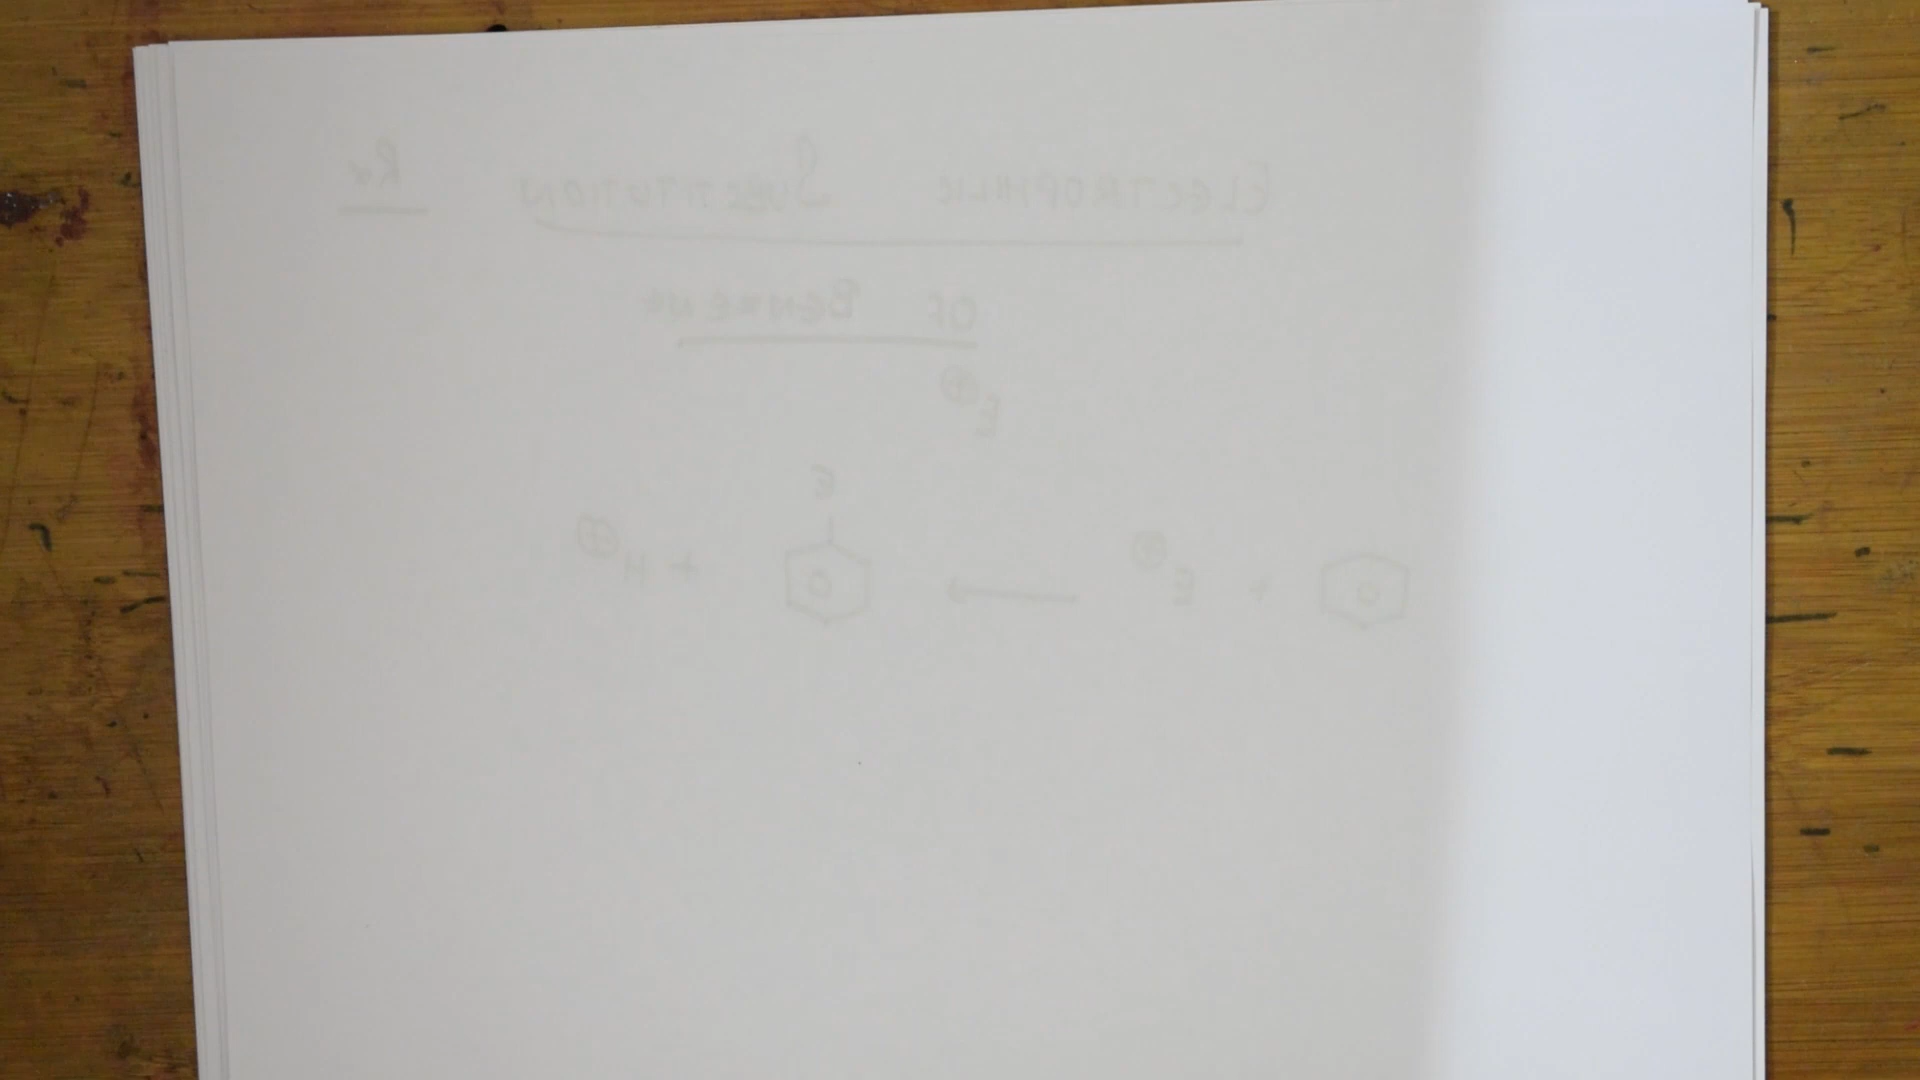 ELECTROPHILIC SUBSTITUTION Rx
OF BENZENE
E⊕
E
+ E⊕ ⟶ + H⊕